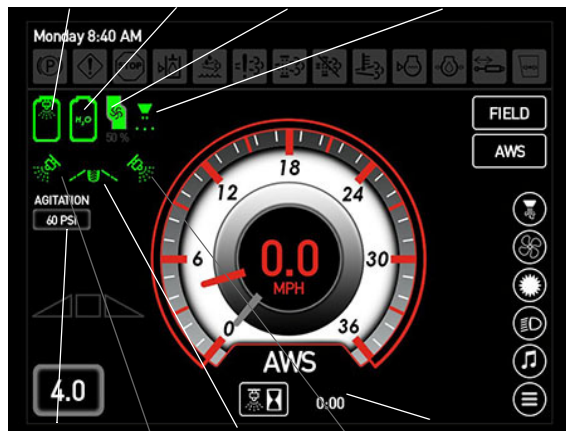 Monday 8:40 AM
P
STOP
H₂O
50 %
FIELD
AWS
AGITATION
60 PSI
0
6
12
18
24
30
36
0.0
MPH
AWS
4.0
0:00